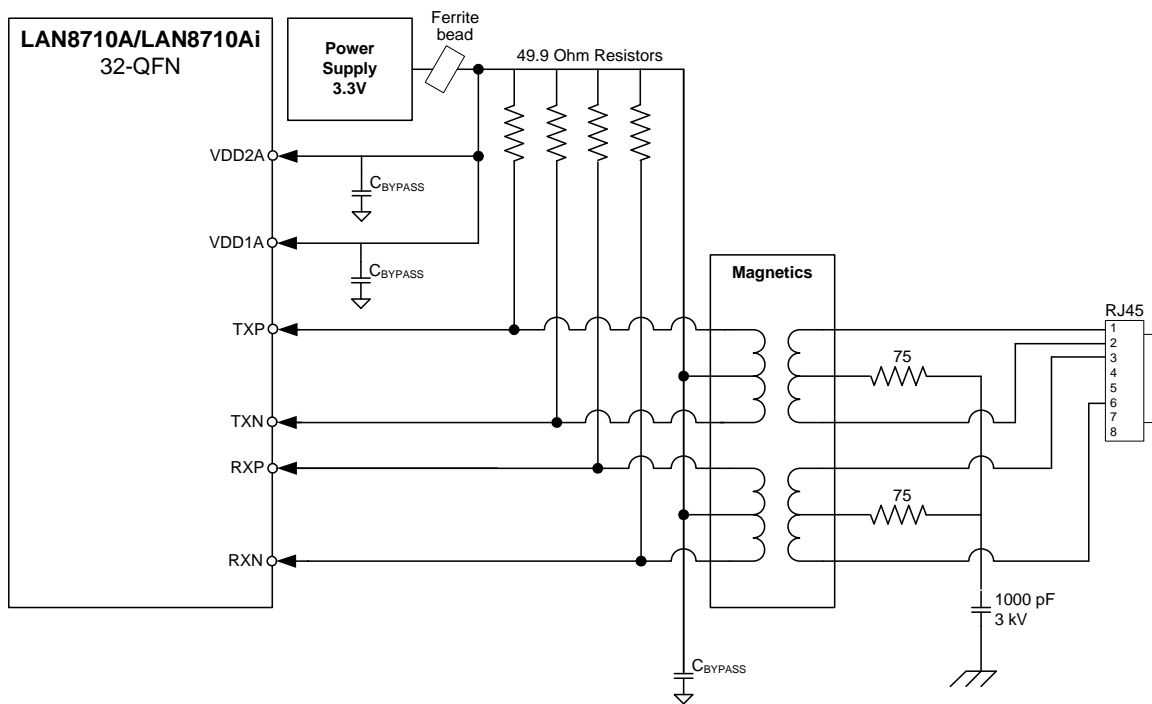 LAN8710A/LAN8710Ai
32-QFN
Power
Supply
3.3V
Ferrite
bead
49.9 Ohm Resistors
VDD2A
CBYPASS
VDD1A
CBYPASS
TXP
TXN
RXP
RXN
Magnetics
75
75
RJ45
1
2
3
4
5
6
7
8
1000 pF
3 kV
CBYPASS